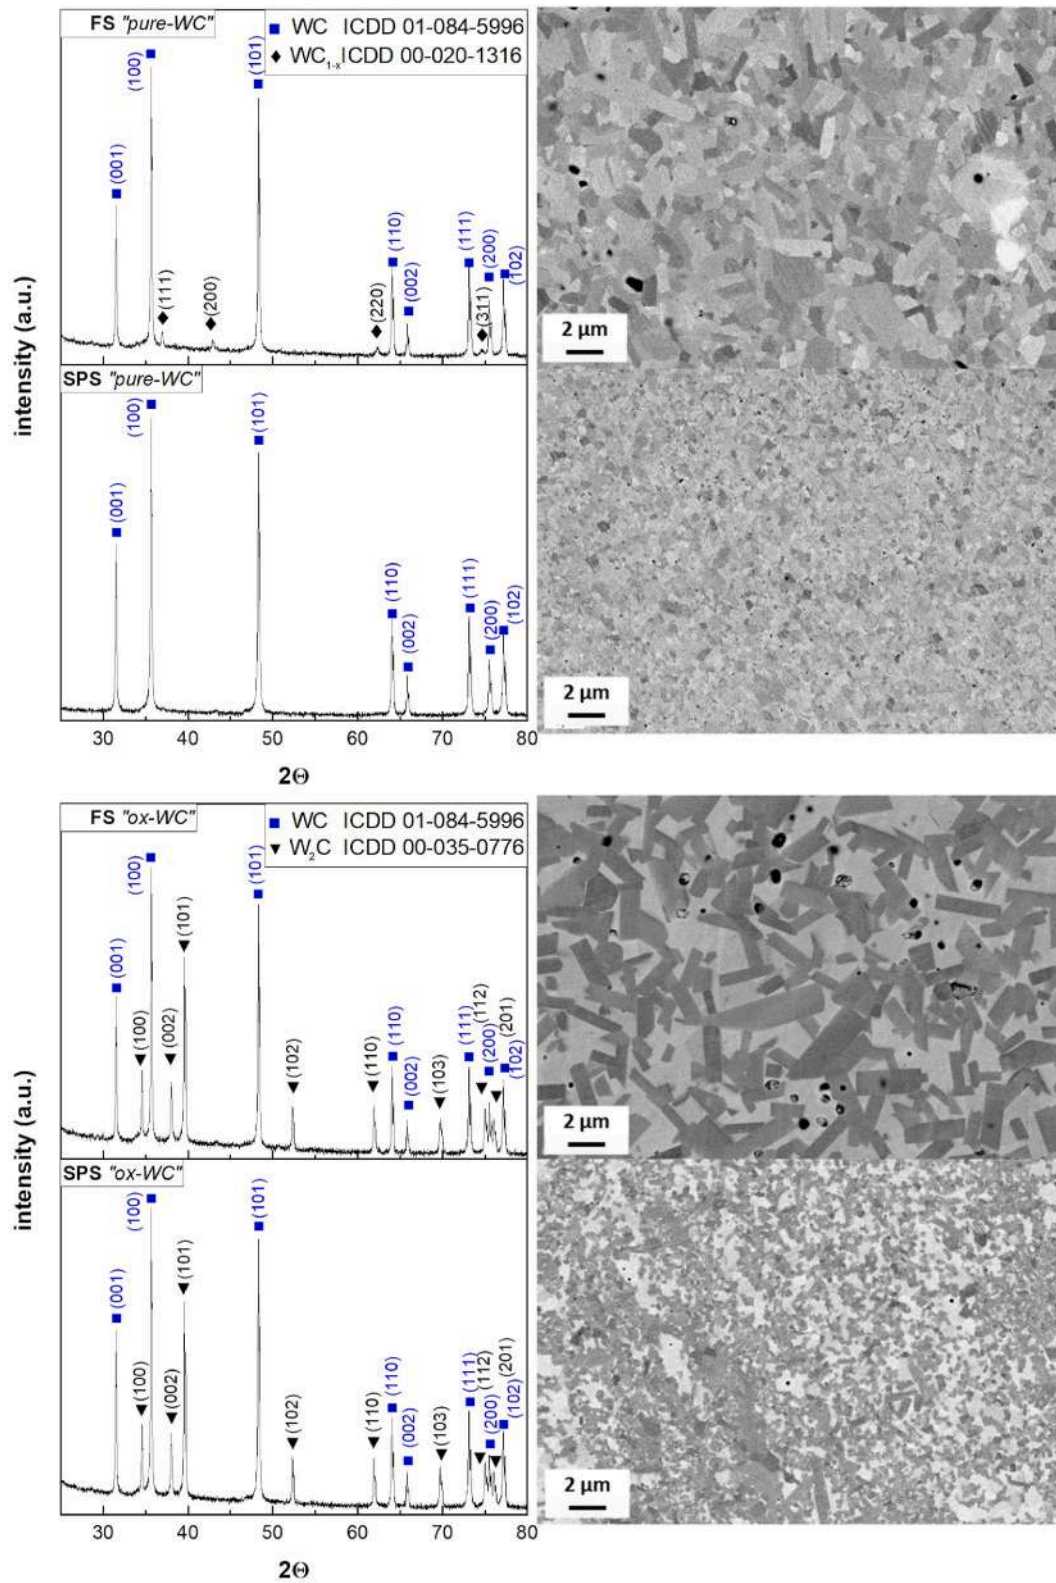 FS "pure-WC"
■ WC ICDD 01-084-5996
◆ WC1-x ICDD 00-020-1316
(001)
(100)
(111)
(200)
(101)
(220)
(110)
(002)
(111)
(311)
(200)
(102)
2 μm
SPS "pure-WC"
(001)
(100)
(101)
(110)
(002)
(111)
(200)
(102)
2 μm
intensity (a.u.)
30 40 50 60 70 80
2Θ
FS "ox-WC"
■ WC ICDD 01-084-5996
▼ W2C ICDD 00-035-0776
(001)
(100)
(100)
(002)
(101)
(101)
(102)
(110)
(110)
(002)
(103)
(111)
(112)
(200)
(201)
(102)
2 μm
intensity (a.u.)
SPS "ox-WC"
(001)
(100)
(100)
(002)
(101)
(101)
(102)
(110)
(110)
(002)
(103)
(111)
(112)
(200)
(201)
(102)
2 μm
intensity (a.u.)
30 40 50 60 70 80
2Θ
intensity (a.u.)